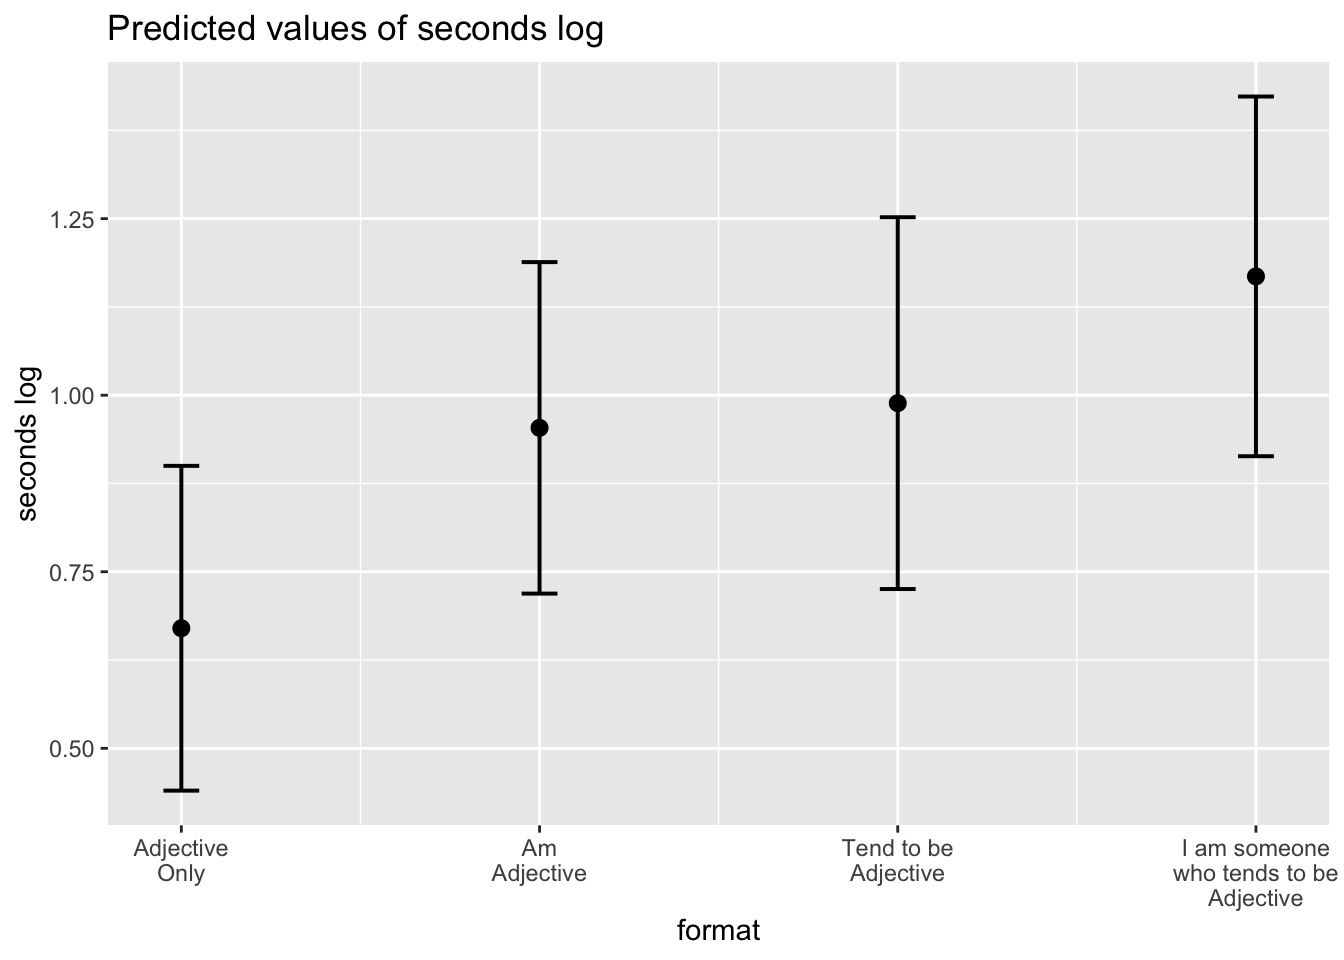 Predicted values of seconds log
seconds log
1.25
1.00
0.75
0.50
Adjective
Only
Am
Adjective
Tend to be
Adjective
I am someone
who tends to be
Adjective
format